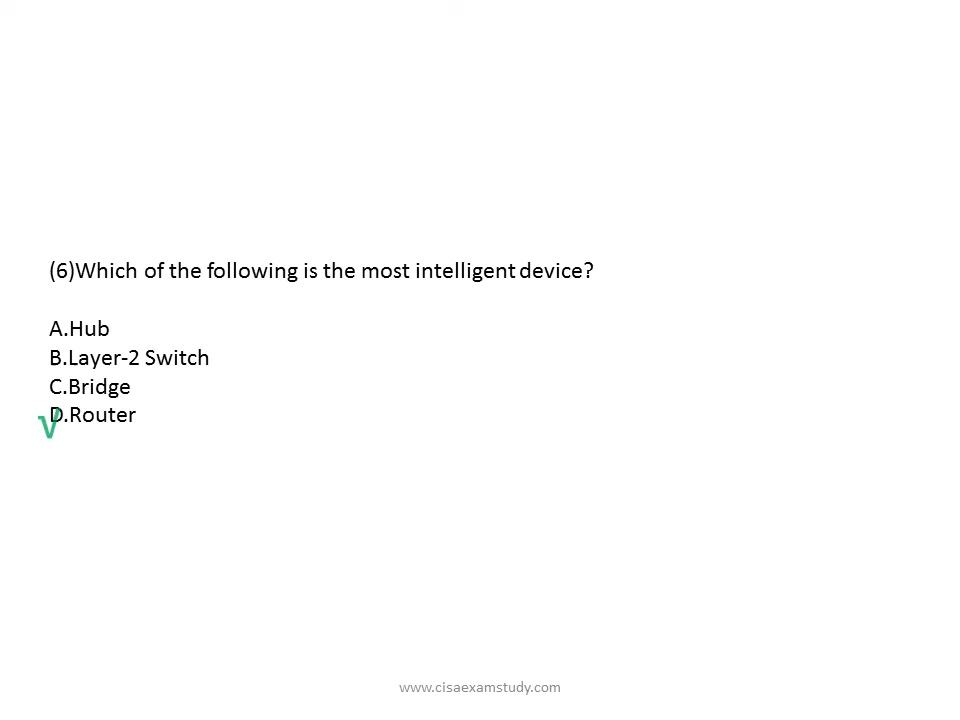 (6)Which of the following is the most intelligent device?
A.Hub
B.Layer-2 Switch
C.Bridge
D.Router
www.cisaexamstudy.com